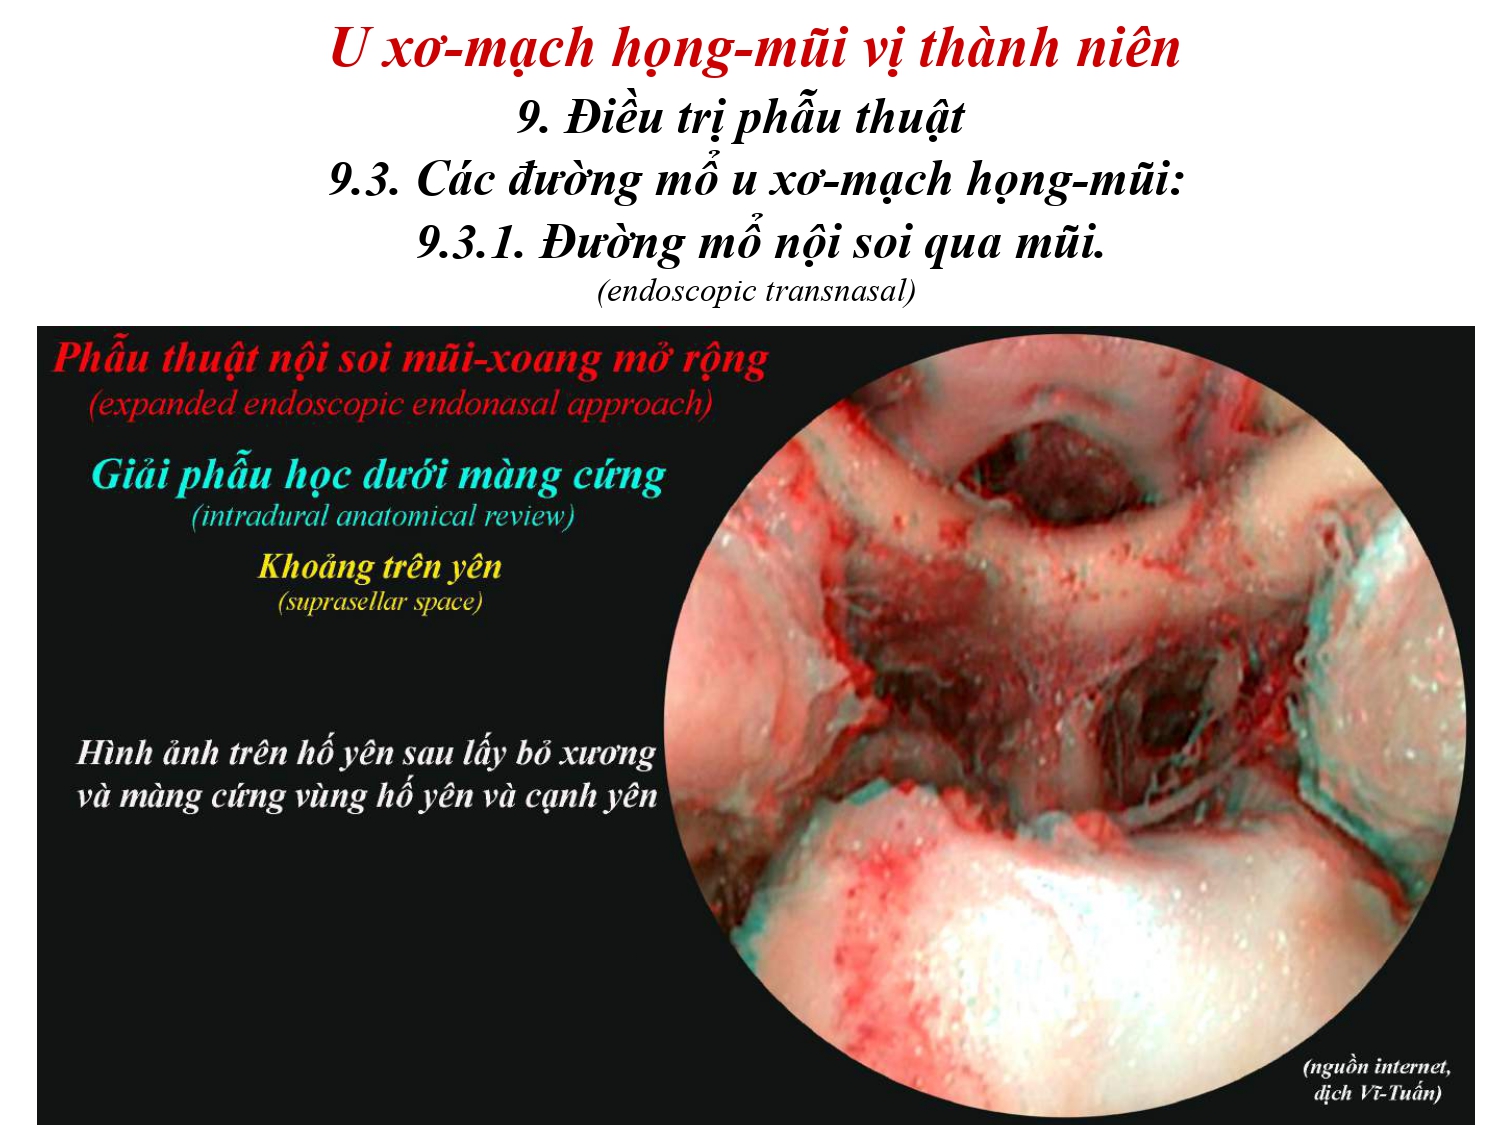 U xơ-mạch họng-mũi vị thành niên
9. Điều trị phẫu thuật
9.3. Các đường mổ u xơ-mạch họng-mũi:
9.3.1. Đường mổ nội soi qua mũi.
(endoscopic transnasal)
Phẫu thuật nội soi mũi-xoang mở rộng
(expanded endoscopic endonasal approach)
Giải phẫu học dưới màng cứng
(intradural anatomical review)
Khoảng trên yên
(suprasellar space)
Hình ảnh trên hố yên sau lấy bỏ xương
và màng cứng vùng hố yên và cạnh yên
(nguồn internet,
dịch Vĩ-Tuấn)